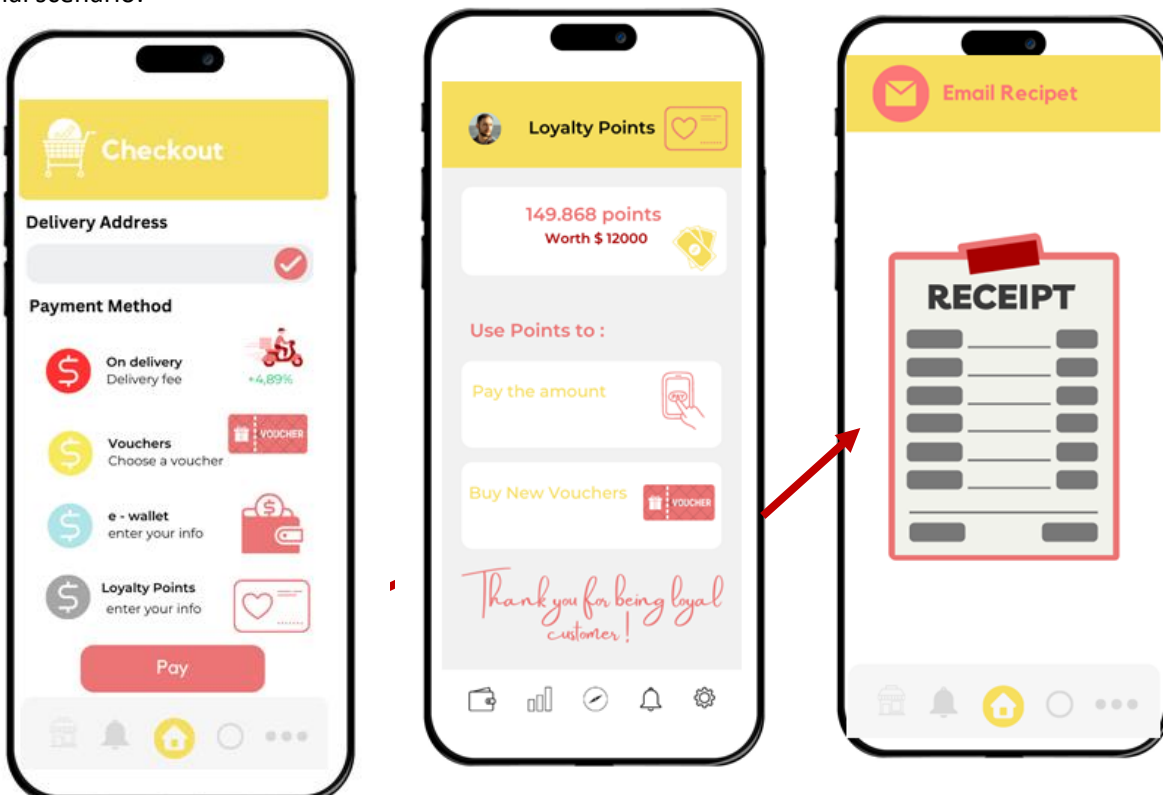 Checkout
Delivery Address
Payment Method
On delivery
Delivery fee
+4,89%
Vouchers
Choose a voucher
VOUCHER
e - wallet
enter your info
Loyalty Points
enter your info
Pay
Loyalty Points
149.868 points
Worth $ 12000
Use Points to :
Pay the amount
PAY
Buy New Vouchers
VOUCHER
Thank you for being loyal
customer!
Email Recipet
RECEIPT